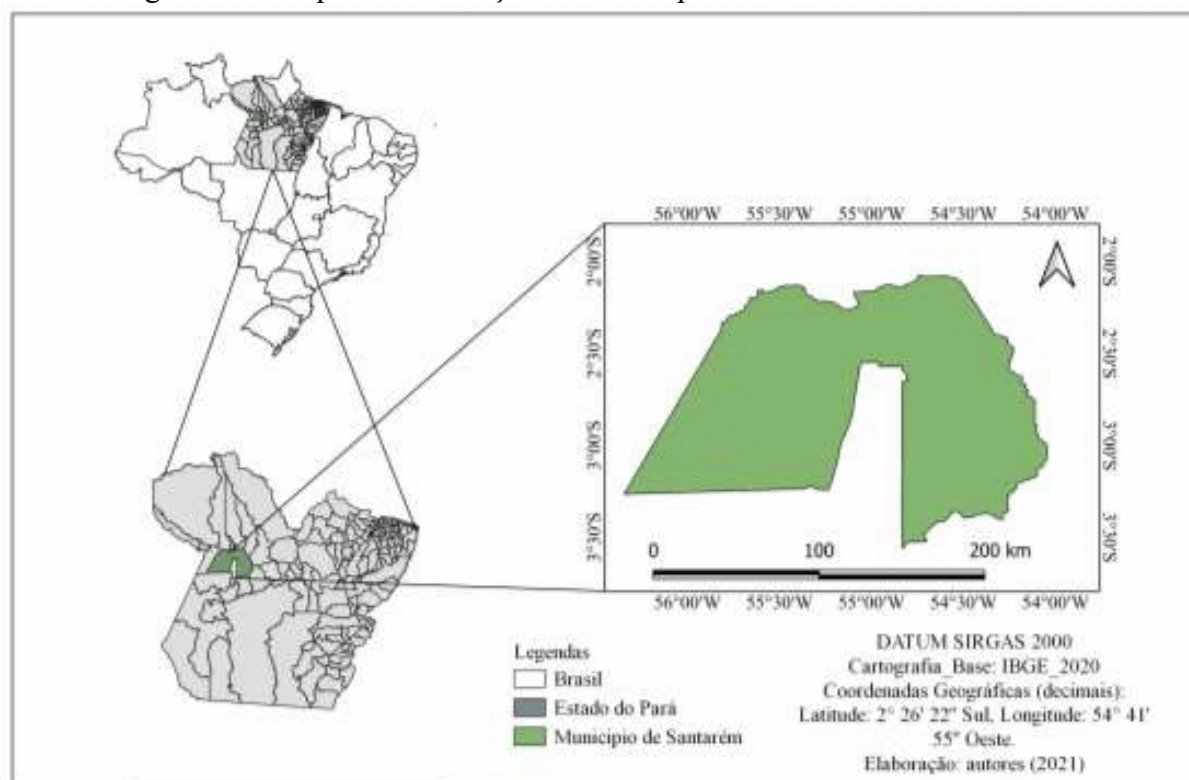 56°00'W 55°30'W 55°00'W 54°30'W 54°00'W
2°00'S 2°00'S
2°30'S 2°30'S
3°00'S 3°00'S
3°30'S 3°30'S
0 100 200 km
56°00'W 55°30'W 55°00'W 54°30'W 54°00'W
Legendas
Brasil
Estado do Pará
Município de Santarém
DATUM SIRGAS 2000
Cartografia_Base: IBGE_2020
Coordenadas Geográficas (decimais):
Latitude: 2° 26' 22" Sul, Longitude: 54° 41'
55" Oeste.
Elaboração: autores (2021)